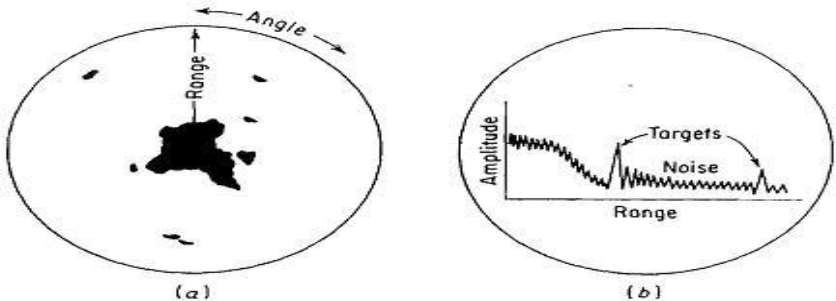 Angle
Range
(a)
Amplitude
Targets
Noise
Range
(b)